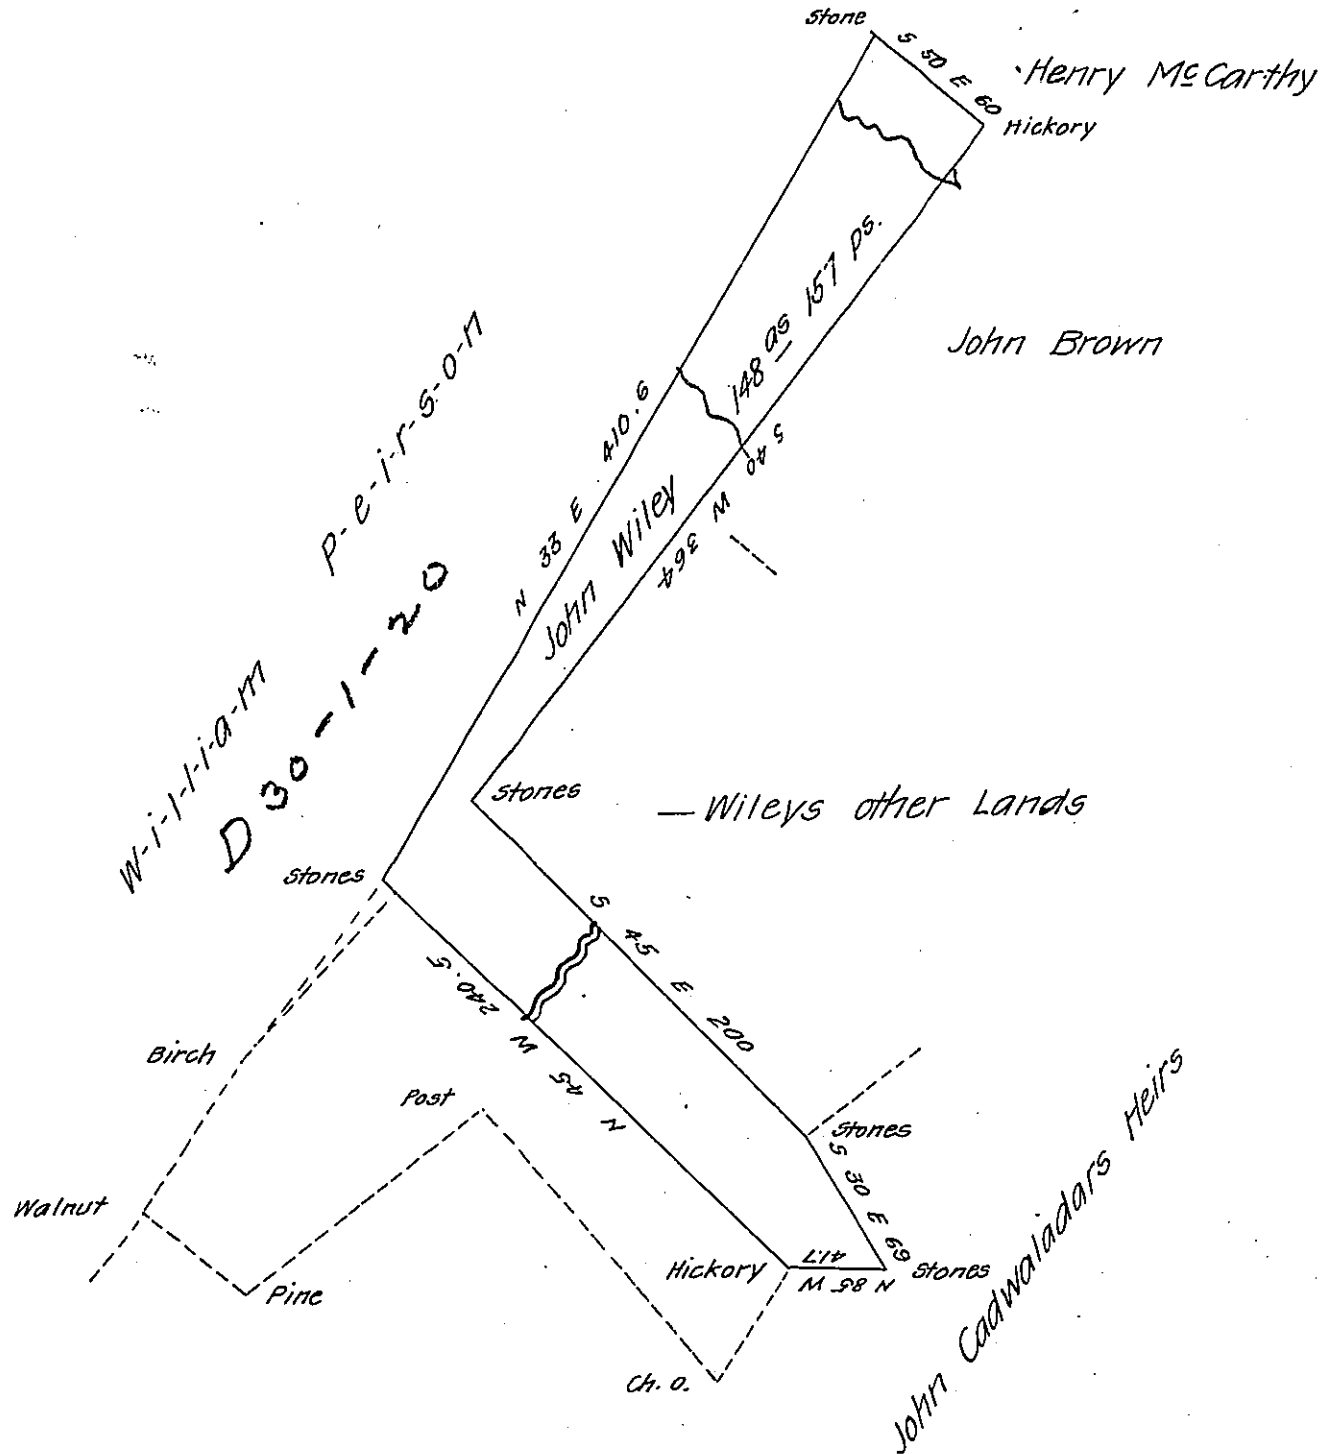 Stone
S 50 E 60
Henry McCarthy
Hickory
148 as 157 ps.
John Brown
W-i-l-l-i-a-m P-e-i-r-s-o-n
D 30-1-20
N 33 E 410.6
John Wiley
S 40 W 364
Stones
Wileys other Lands
Stones
S 45 E 200
N 45 W 240.5
Birch
Post
Stones
S 30 E 69
Walnut
Hickory
N 85 W 41.7
Stones
Pine
Ch. o.
John Cadwaladars Heirs